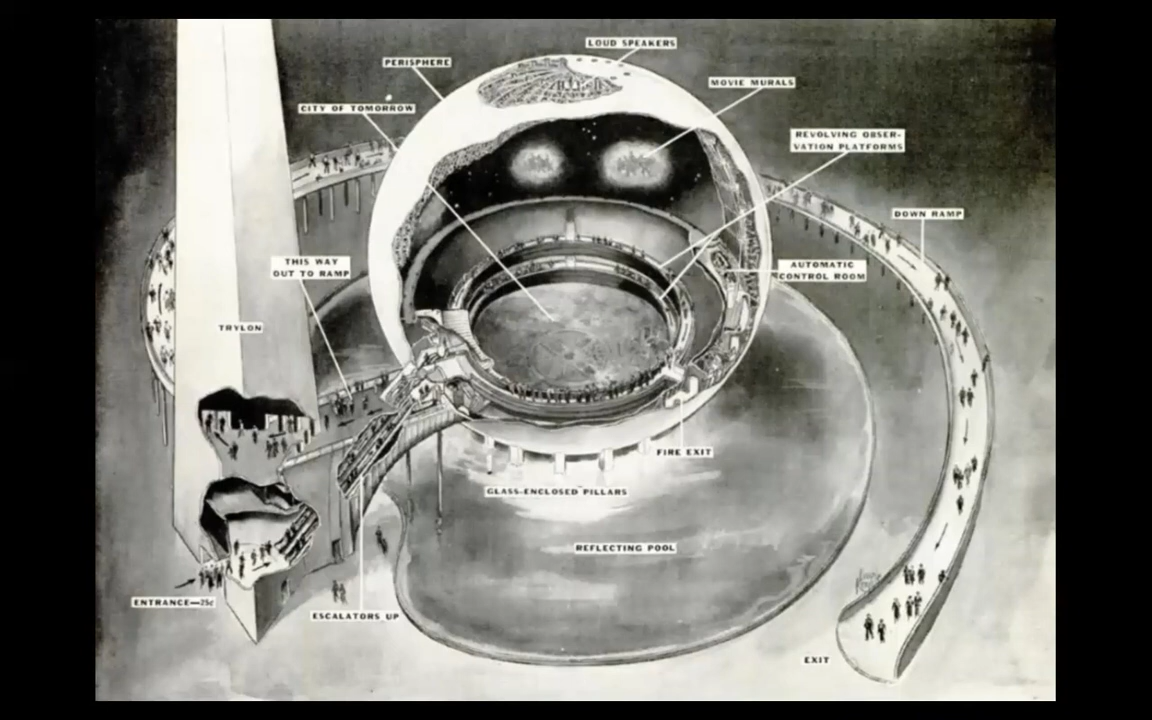 LOUD SPEAKERS
PERISPHERE
MOVIE MURALS
CITY OF TOMORROW
REVOLVING OBSER-
VATION PLATFORMS
DOWN RAMP
THIS WAY
OUT TO RAMP
AUTOMATIC
CONTROL ROOM
TRYLON
FIRE EXIT
GLASS-ENCLOSED PILLARS
REFLECTING POOL
ENTRANCE—25¢
ESCALATORS UP
EXIT